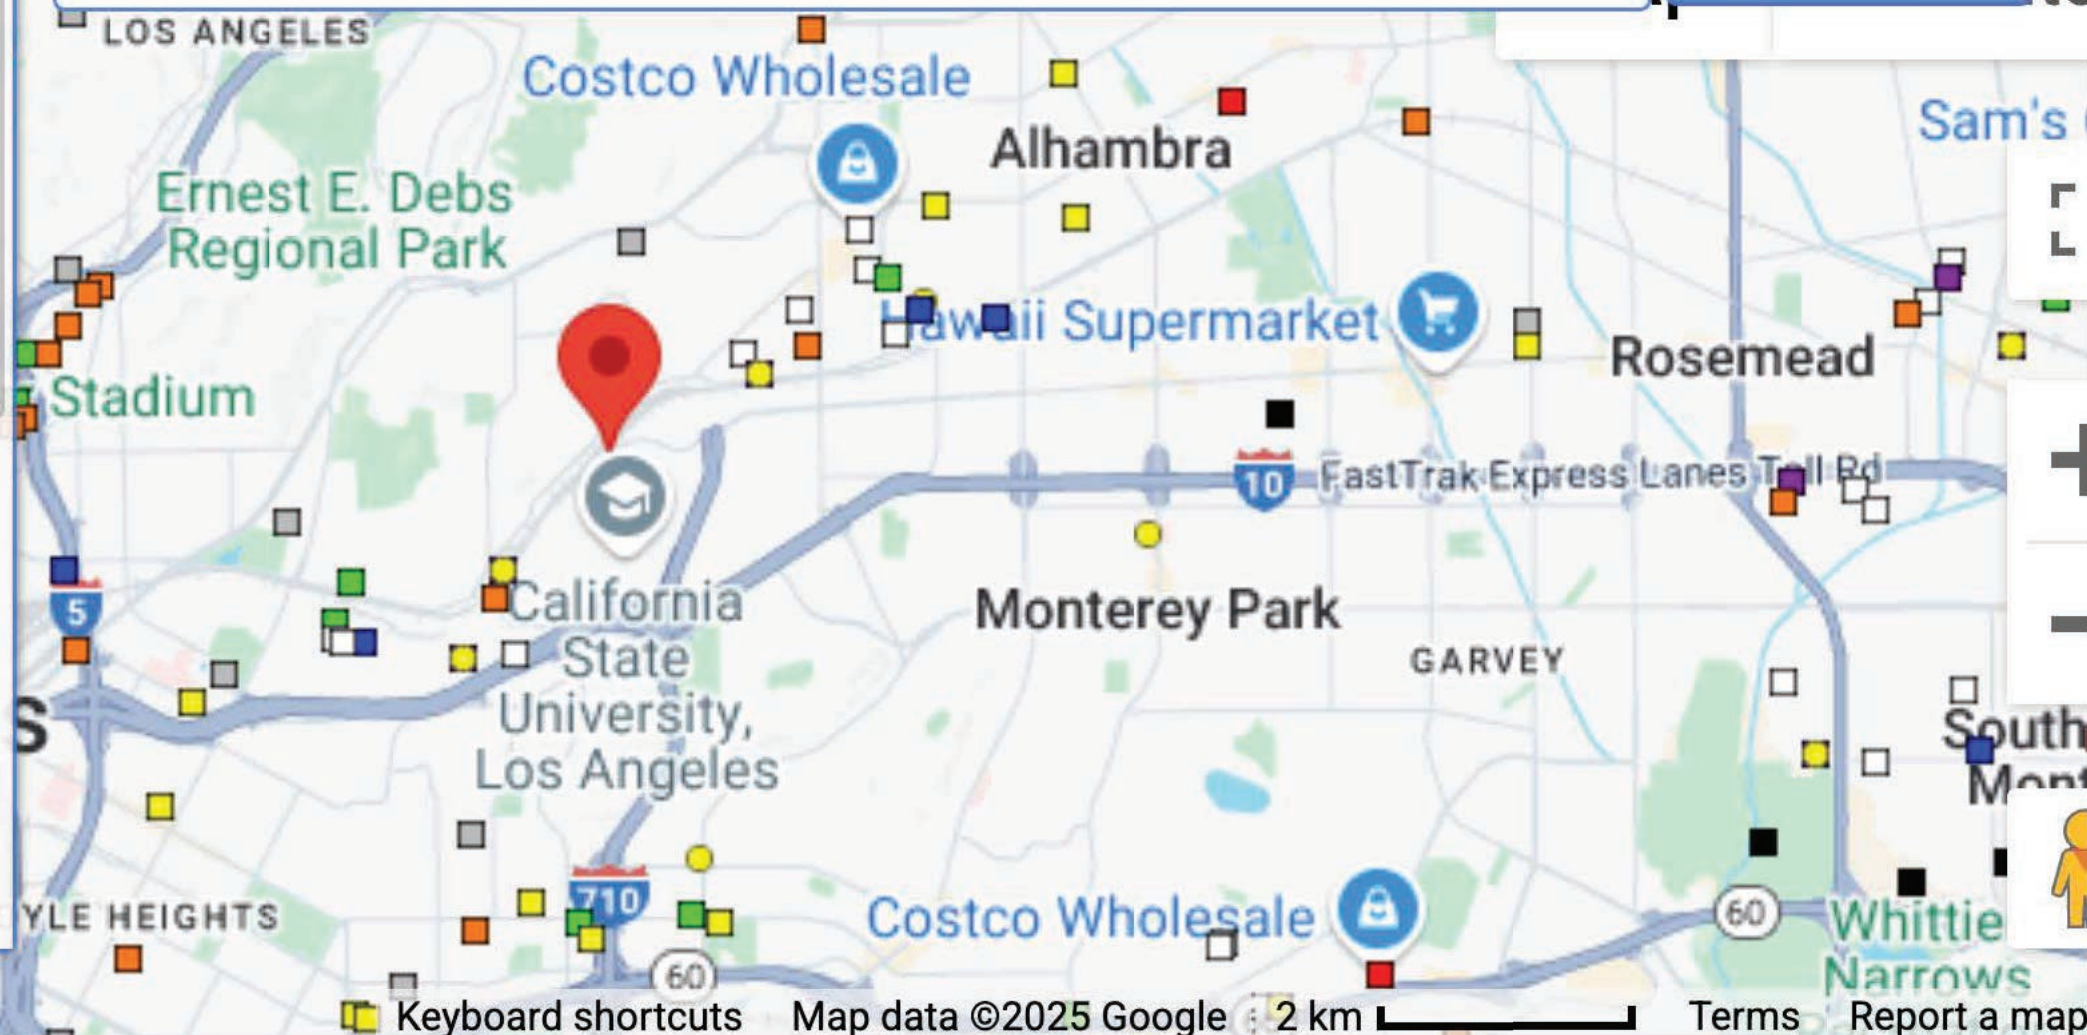 LOS ANGELES
Costco Wholesale
Sam's
Alhambra
Ernest E. Debs
Regional Park
Hawaii Supermarket
Rosemead
Stadium
10
FastTrak Express Lanes Toll Rd
5
California
State
University,
Los Angeles
Monterey Park
GARVEY
S
South
Mont
710
YLE HEIGHTS
Costco Wholesale
60
Whittie
Narrows
60
Keyboard shortcuts
Map data ©2025 Google
2 km
Terms
Report a map